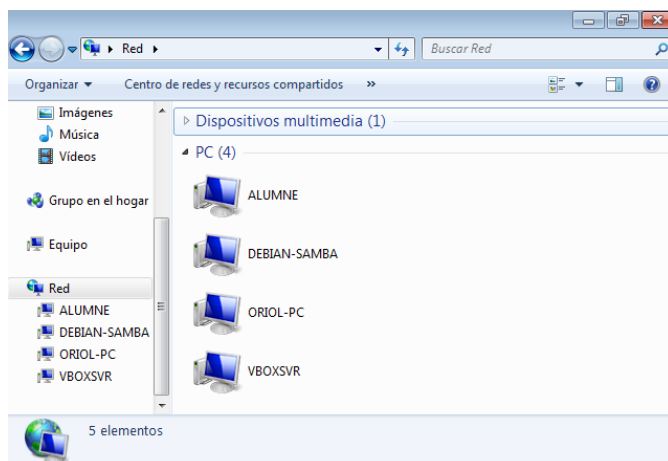 Red
Buscar Red
Organizar
Centro de redes y recursos compartidos
»
Imágenes
Música
Vídeos
Grupo en el hogar
Equipo
Red
ALUMNE
DEBIAN-SAMBA
ORIOL-PC
VBOXSVR
Dispositivos multimedia (1)
PC (4)
ALUMNE
DEBIAN-SAMBA
ORIOL-PC
VBOXSVR
5 elementos